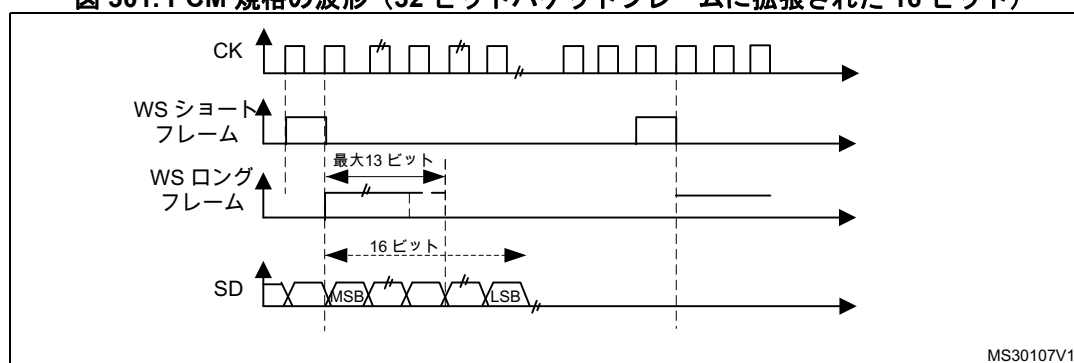 図 301. PCM 規格の波形（32 ビットパケットフレームに拡張された 16 ビット）
CK
WS ショート
フレーム
最大13 ビット
WS ロング
フレーム
16 ビット
SD
MSB
LSB
MS30107V1